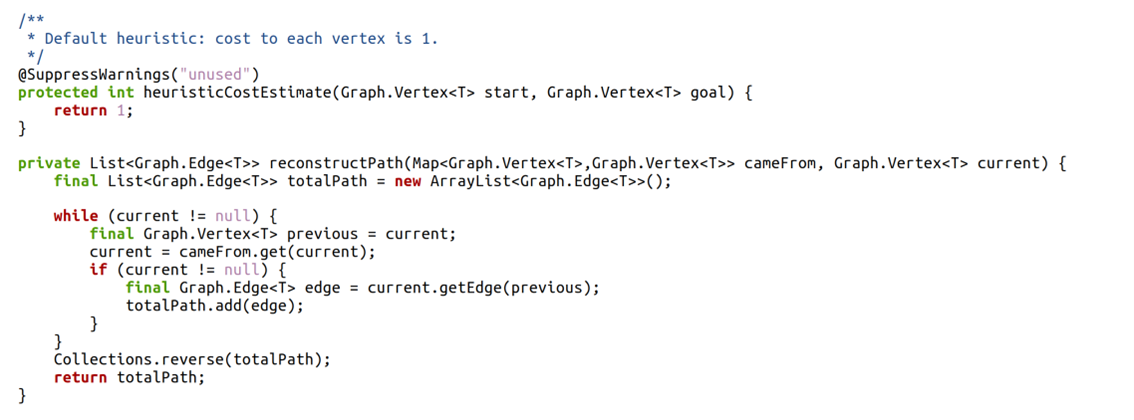 /**
 * Default heuristic: cost to each vertex is 1.
 */
@SuppressWarnings("unused")
protected int heuristicCostEstimate(Graph.Vertex<T> start, Graph.Vertex<T> goal) {
    return 1;
}

private List<Graph.Edge<T>> reconstructPath(Map<Graph.Vertex<T>,Graph.Vertex<T>> cameFrom, Graph.Vertex<T> current) {
    final List<Graph.Edge<T>> totalPath = new ArrayList<Graph.Edge<T>>();

    while (current != null) {
        final Graph.Vertex<T> previous = current;
        current = cameFrom.get(current);
        if (current != null) {
            final Graph.Edge<T> edge = current.getEdge(previous);
            totalPath.add(edge);
        }
    }
    Collections.reverse(totalPath);
    return totalPath;
}